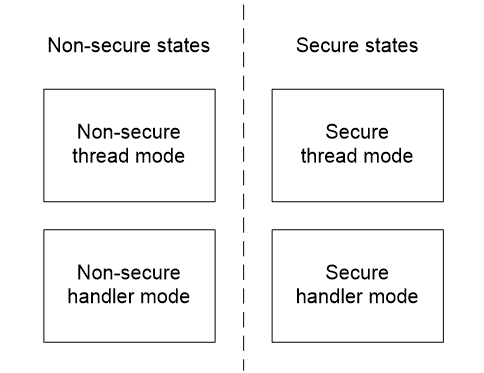 Non-secure states
Secure states
Non-secure
thread mode
Secure
thread mode
Non-secure
handler mode
Secure
handler mode